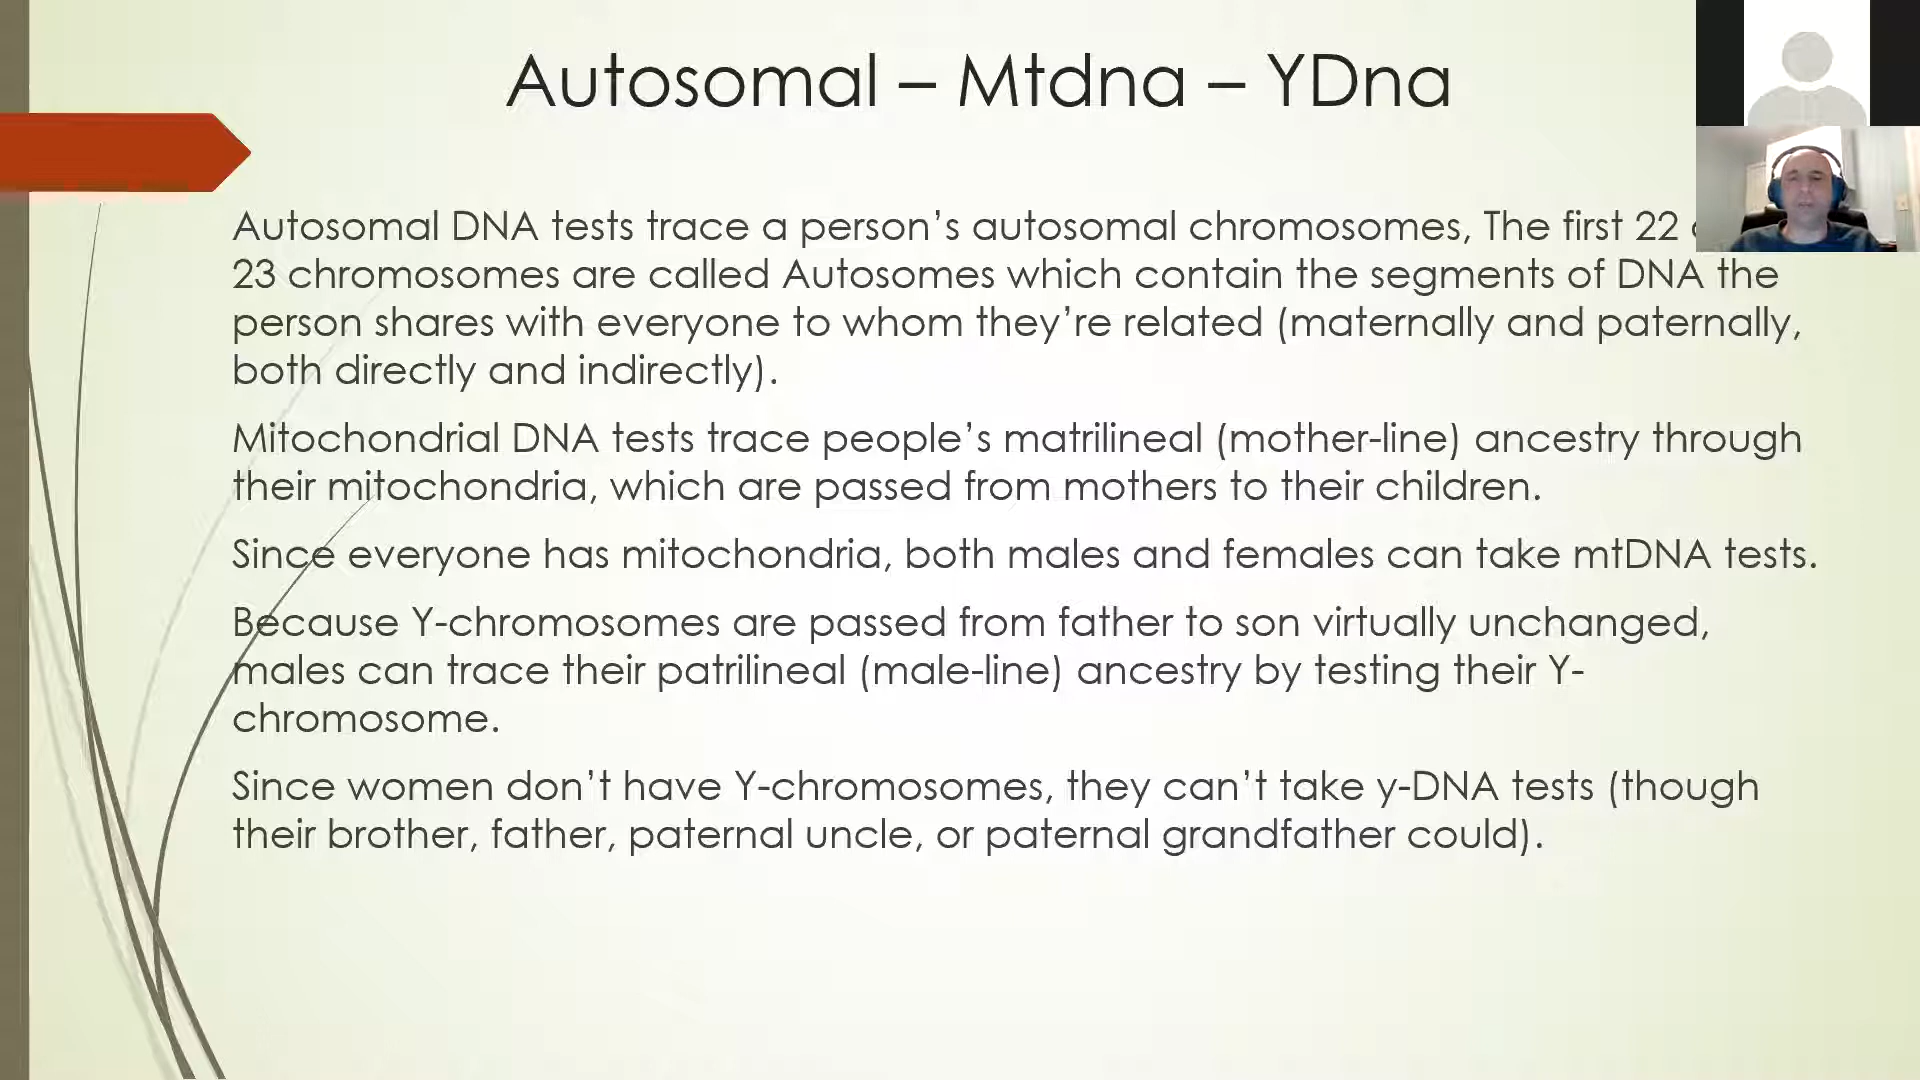 Autosomal – Mtdna – YDna
Autosomal DNA tests trace a person’s autosomal chromosomes, The first 22
23 chromosomes are called Autosomes which contain the segments of DNA the
person shares with everyone to whom they’re related (maternally and paternally,
both directly and indirectly).
Mitochondrial DNA tests trace people’s matrilineal (mother-line) ancestry through
their mitochondria, which are passed from mothers to their children.
Since everyone has mitochondria, both males and females can take mtDNA tests.
Because Y-chromosomes are passed from father to son virtually unchanged,
males can trace their patrilineal (male-line) ancestry by testing their Y-
chromosome.
Since women don’t have Y-chromosomes, they can’t take y-DNA tests (though
their brother, father, paternal uncle, or paternal grandfather could).